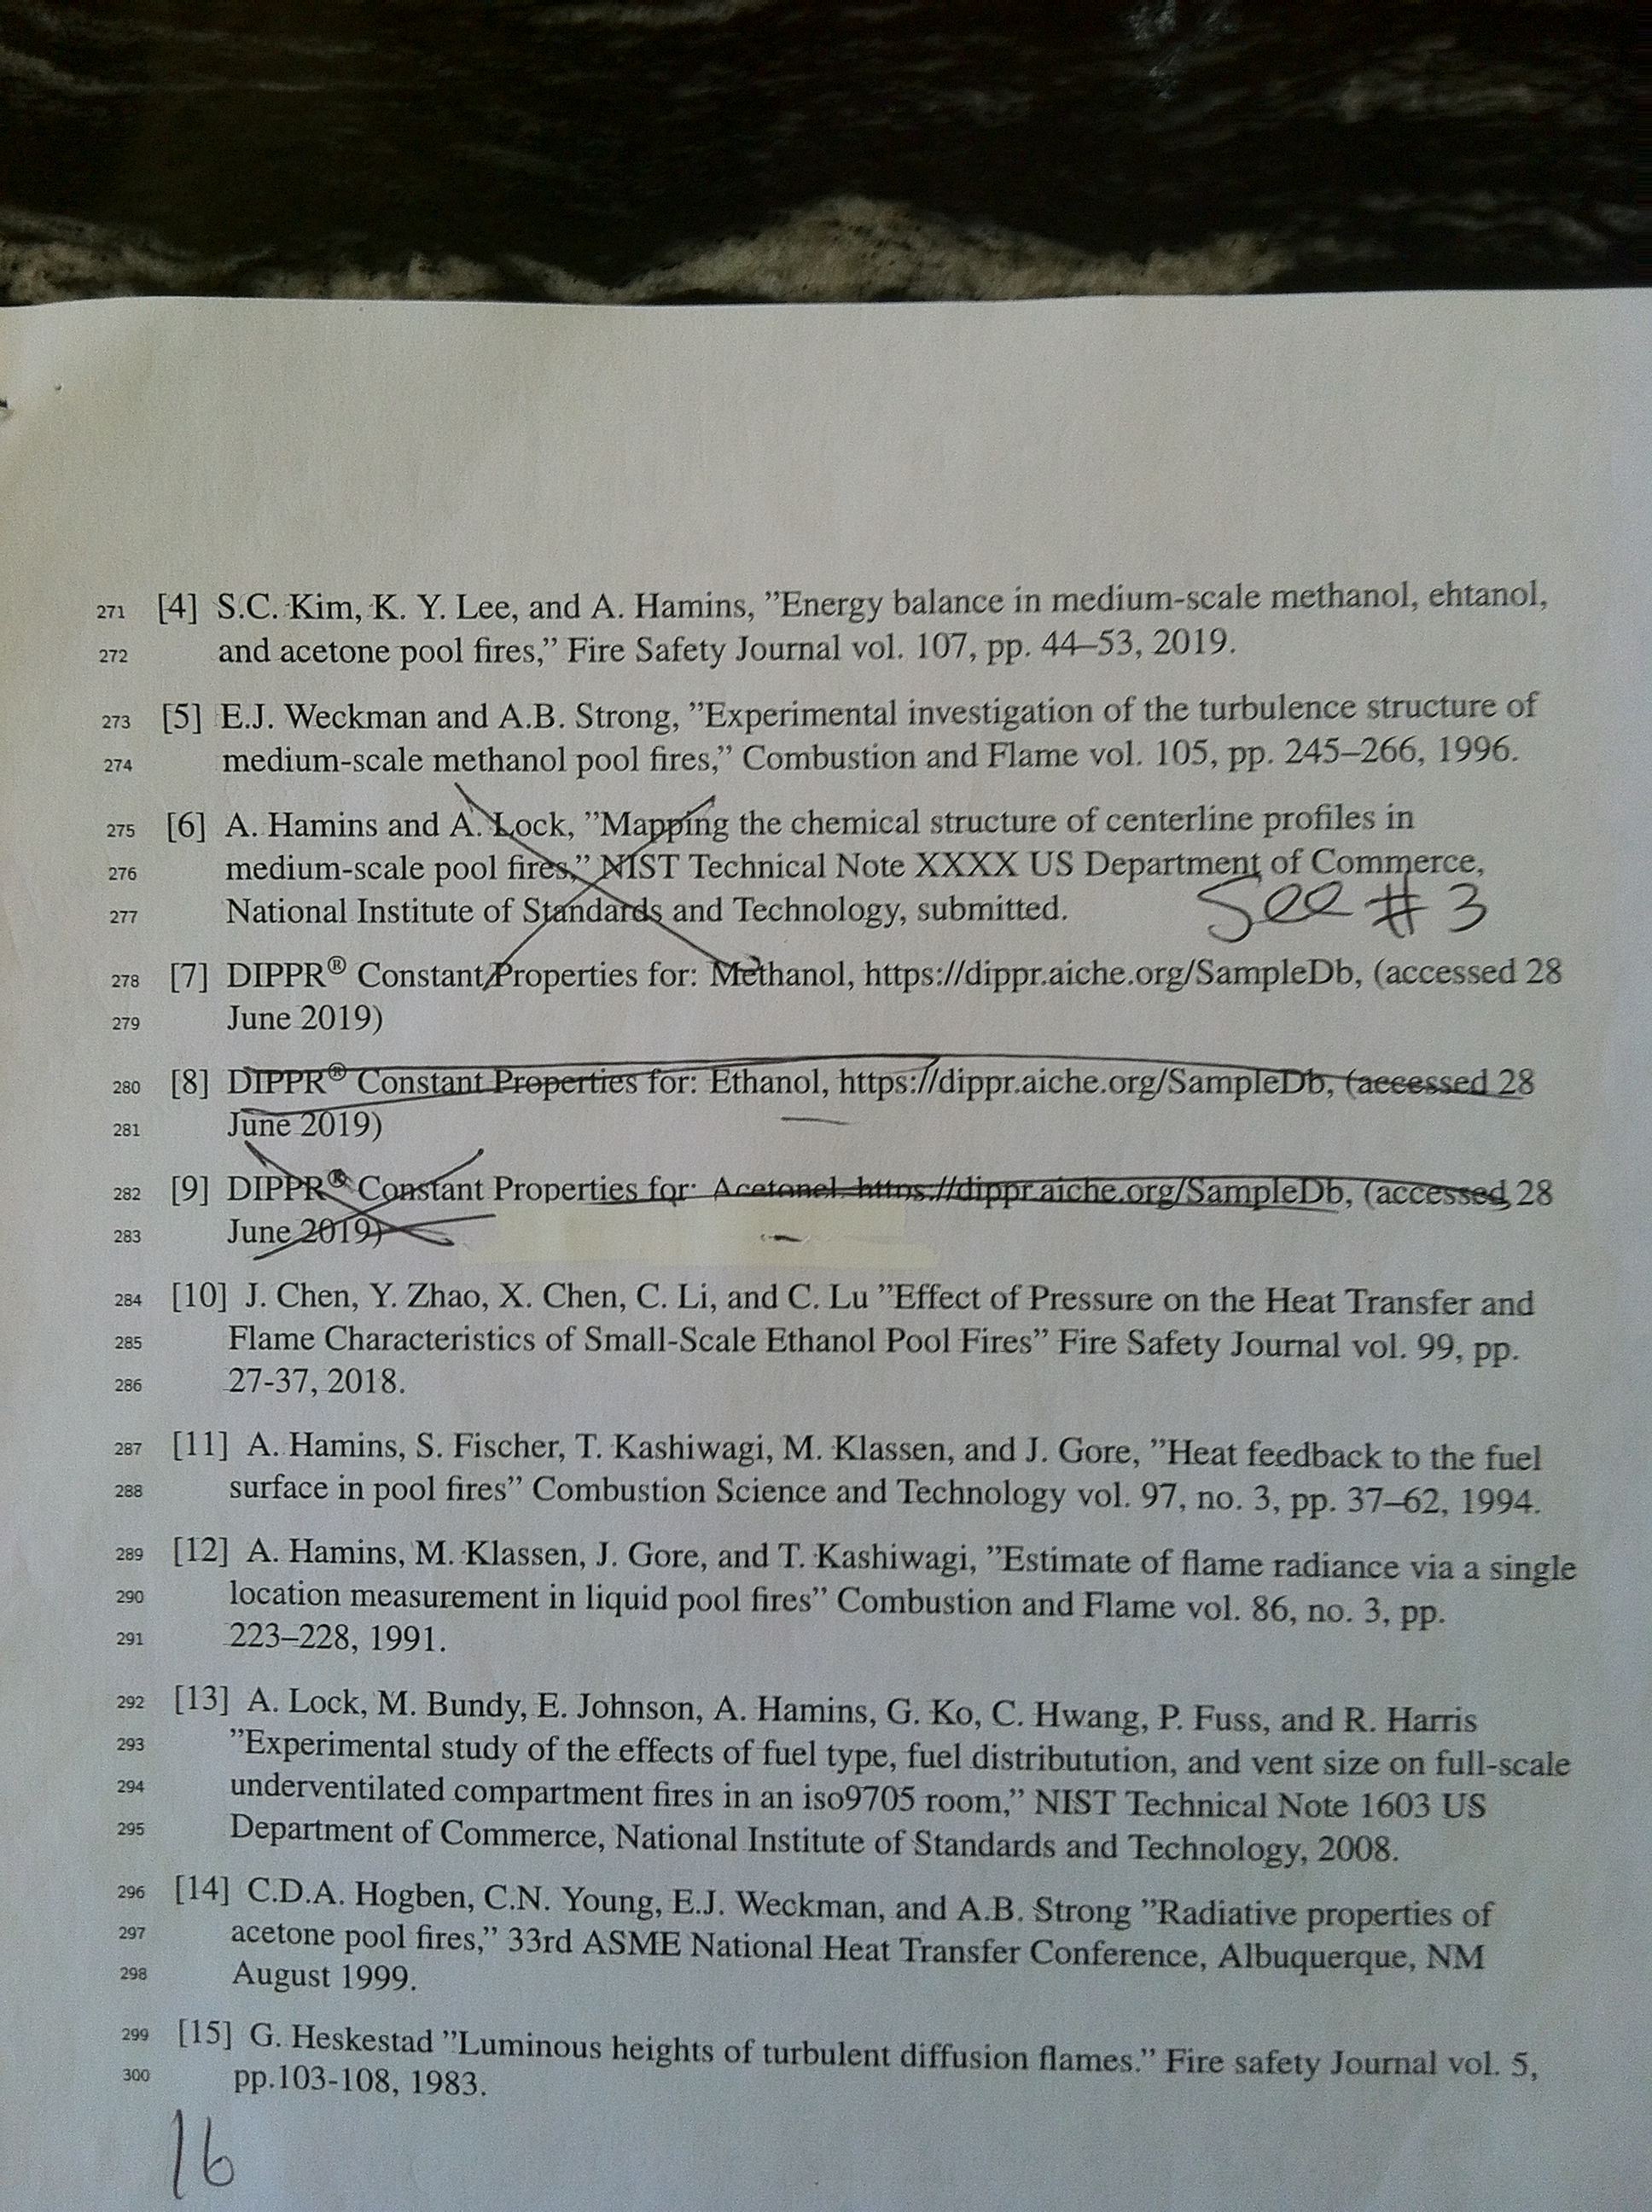 271 [4] S.C. Kim, K. Y. Lee, and A. Hamins, ”Energy balance in medium-scale methanol, ehtanol,
272 and acetone pool fires,” Fire Safety Journal vol. 107, pp. 44–53, 2019.
273 [5] E.J. Weckman and A.B. Strong, ”Experimental investigation of the turbulence structure of
274 medium-scale methanol pool fires,” Combustion and Flame vol. 105, pp. 245–266, 1996.
275 [6] A. Hamins and A. Lock, ”Mapping the chemical structure of centerline profiles in
276 medium-scale pool fires,” NIST Technical Note XXXX US Department of Commerce,
277 National Institute of Standards and Technology, submitted.
See # 3
278 [7] DIPPR® Constant Properties for: Methanol, https://dippr.aiche.org/SampleDb, (accessed 28
279 June 2019)
280 [8] DIPPR® Constant Properties for: Ethanol, https://dippr.aiche.org/SampleDb, (accessed 28
281 June 2019)
282 [9] DIPPR® Constant Properties for: Acetonel, https://dippr.aiche.org/SampleDb, (accessed 28
283 June 2019)
284 [10] J. Chen, Y. Zhao, X. Chen, C. Li, and C. Lu ”Effect of Pressure on the Heat Transfer and
285 Flame Characteristics of Small-Scale Ethanol Pool Fires” Fire Safety Journal vol. 99, pp.
286 27-37, 2018.
287 [11] A. Hamins, S. Fischer, T. Kashiwagi, M. Klassen, and J. Gore, ”Heat feedback to the fuel
288 surface in pool fires” Combustion Science and Technology vol. 97, no. 3, pp. 37–62, 1994.
289 [12] A. Hamins, M. Klassen, J. Gore, and T. Kashiwagi, ”Estimate of flame radiance via a single
290 location measurement in liquid pool fires” Combustion and Flame vol. 86, no. 3, pp.
291 223–228, 1991.
292 [13] A. Lock, M. Bundy, E. Johnson, A. Hamins, G. Ko, C. Hwang, P. Fuss, and R. Harris
293 ”Experimental study of the effects of fuel type, fuel distributution, and vent size on full-scale
294 underventilated compartment fires in an iso9705 room,” NIST Technical Note 1603 US
295 Department of Commerce, National Institute of Standards and Technology, 2008.
296 [14] C.D.A. Hogben, C.N. Young, E.J. Weckman, and A.B. Strong ”Radiative properties of
297 acetone pool fires,” 33rd ASME National Heat Transfer Conference, Albuquerque, NM
298 August 1999.
299 [15] G. Heskestad ”Luminous heights of turbulent diffusion flames.” Fire safety Journal vol. 5,
300 pp.103-108, 1983.
16